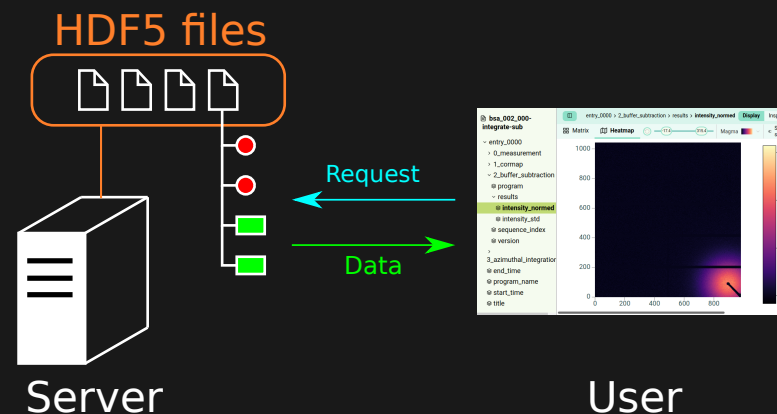 HDF5 files
Request
Data
Server
User
bsa_002_000-
integrate-sub
entry_0000
0_measurement
1_cormap
2_buffer_subtraction
program
results
intensity_normed
intensity_std
sequence_index
version
3_azimuthal_integration
end_time
program_name
start_time
title
entry_0000 > 2_buffer_subtraction > results > intensity_normed Display Insp
Matrix Heatmap Magma
1000
800
600
400
200
0
0 200 400 600 800